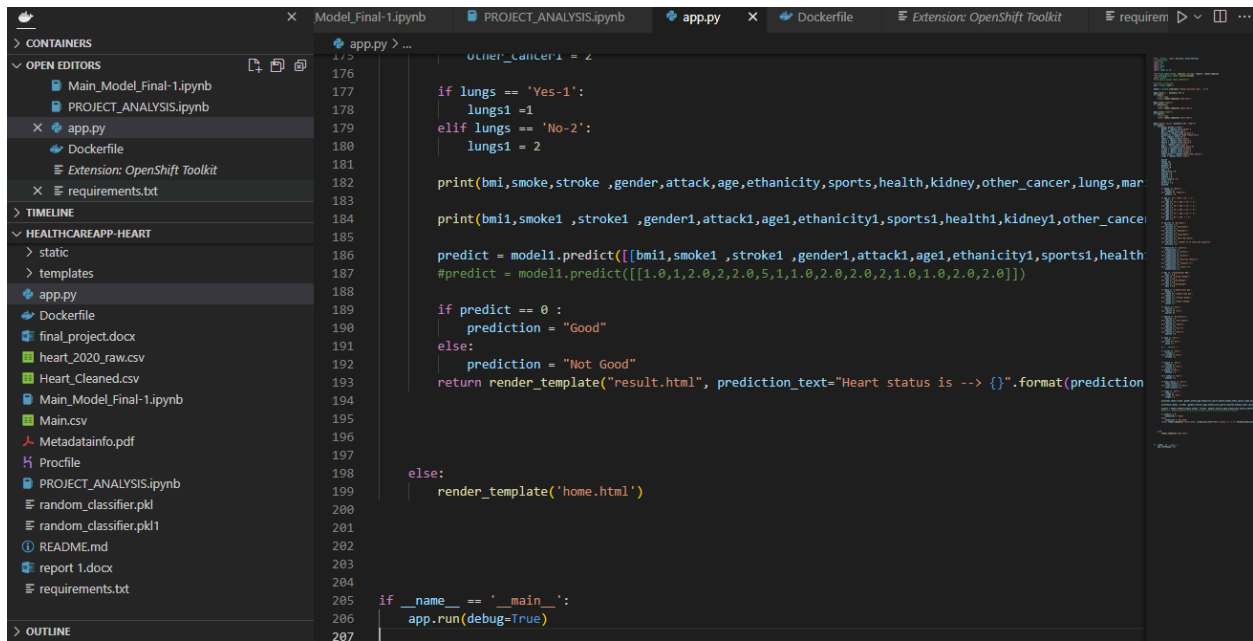 Model_Final-1.ipynb PROJECT_ANALYSIS.ipynb app.py Dockerfile Extension: OpenShift Toolkit requirem
CONTAINERS
OPEN EDITORS
Main_Model_Final-1.ipynb
PROJECT_ANALYSIS.ipynb
app.py
Dockerfile
Extension: OpenShift Toolkit
requirements.txt
TIMELINE
HEALTHCAREAPP-HEART
static
templates
app.py
Dockerfile
final_project.docx
heart_2020_raw.csv
Heart_Cleaned.csv
Main_Model_Final-1.ipynb
Main.csv
Metadatainfo.pdf
Procfile
PROJECT_ANALYSIS.ipynb
random_classifier.pkl
random_classifier.pkl1
README.md
report 1.docx
requirements.txt
OUTLINE
app.py > ...
175 other_cancer1 = 2
176
177 if lungs == 'Yes-1':
178 lungs1 =1
179 elif lungs == 'No-2':
180 lungs1 = 2
181
182 print(bmi,smoke,stroke ,gender,attack,age,ethanicity,sports,health,kidney,other_cancer,lungs,mar
183
184 print(bmi1,smoke1 ,stroke1 ,gender1,attack1,age1,ethanicity1,sports1,health1,kidney1,other_cance
185
186 predict = model1.predict([[bmi1,smoke1 ,stroke1 ,gender1,attack1,age1,ethanicity1,sports1,health
187 #predict = model1.predict([[1.0,1,2.0,2,2.0,5,1,1.0,2.0,2.0,2,1.0,1.0,2.0,2.0]])
188
189 if predict == 0 :
190 prediction = "Good"
191 else:
192 prediction = "Not Good"
193 return render_template("result.html", prediction_text="Heart status is --> {}".format(prediction
194
195
196
197
198 else:
199 render_template('home.html')
200
201
202
203
204
205 if __name__ == '__main__':
206 app.run(debug=True)
207